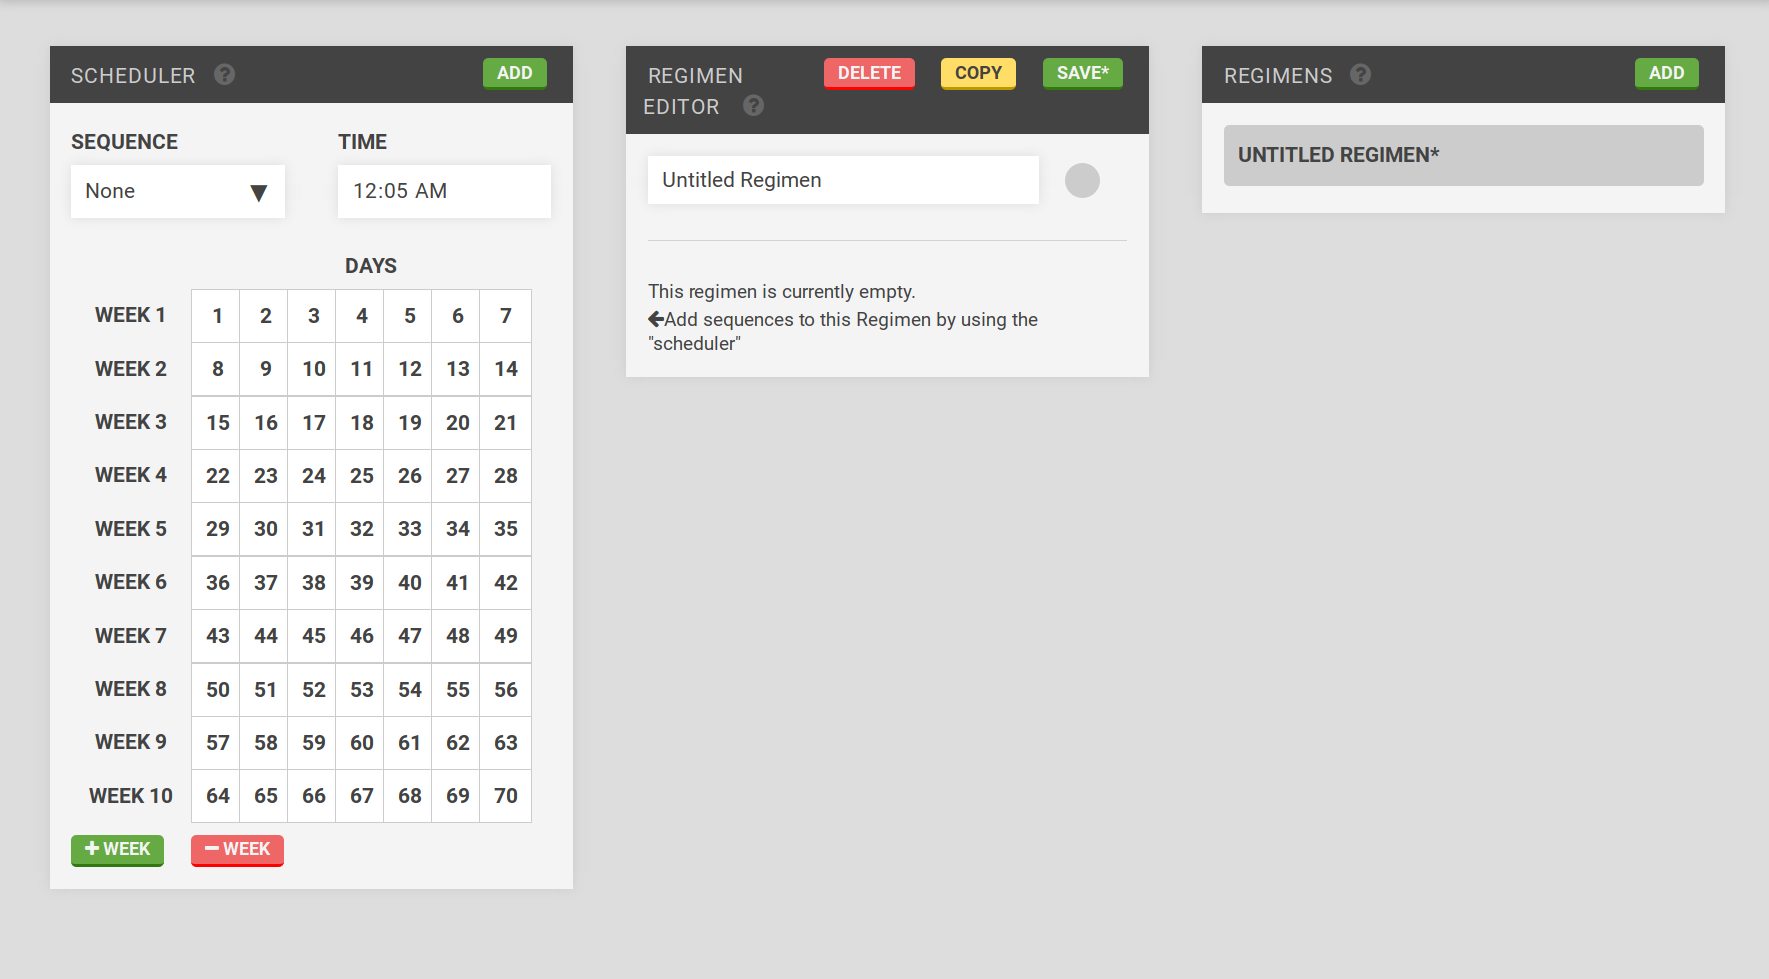 SCHEDULER ?
ADD
SEQUENCE
TIME
None ▼
12:05 AM
DAYS
WEEK 1 1 2 3 4 5 6 7
WEEK 2 8 9 10 11 12 13 14
WEEK 3 15 16 17 18 19 20 21
WEEK 4 22 23 24 25 26 27 28
WEEK 5 29 30 31 32 33 34 35
WEEK 6 36 37 38 39 40 41 42
WEEK 7 43 44 45 46 47 48 49
WEEK 8 50 51 52 53 54 55 56
WEEK 9 57 58 59 60 61 62 63
WEEK 10 64 65 66 67 68 69 70
+ WEEK
− WEEK
REGIMEN
EDITOR ?
DELETE
COPY
SAVE*
Untitled Regimen
This regimen is currently empty.
←Add sequences to this Regimen by using the
"scheduler"
REGIMENS ?
ADD
UNTITLED REGIMEN*